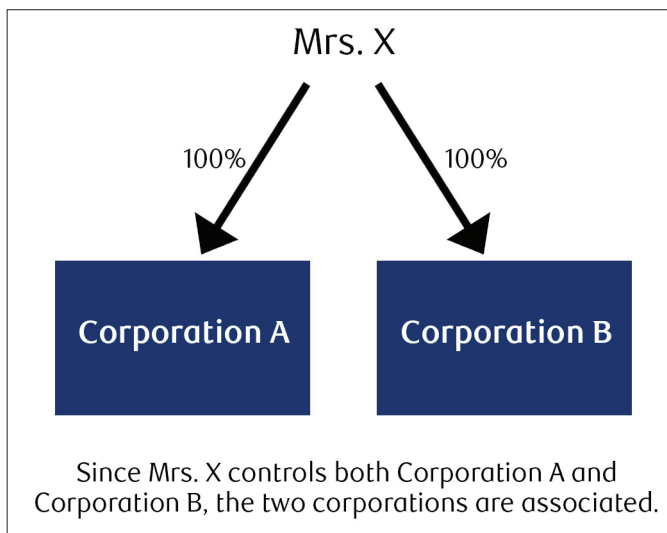 Mrs. X
100%
100%
Corporation A
Corporation B
Since Mrs. X controls both Corporation A and
Corporation B, the two corporations are associated.